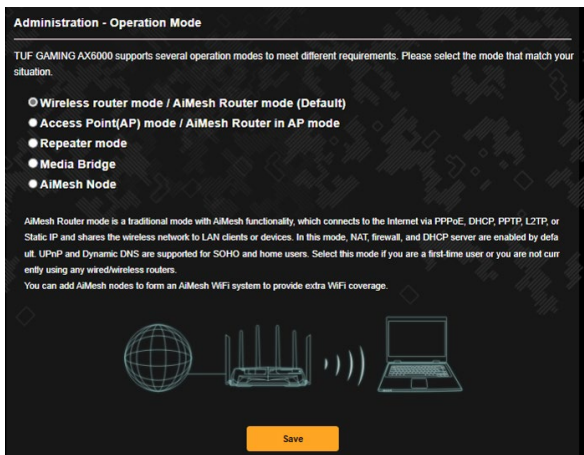 Administration - Operation Mode
TUF GAMING AX6000 supports several operation modes to meet different requirements. Please select the mode that match your
situation.
Wireless router mode / AiMesh Router mode (Default)
Access Point(AP) mode / AiMesh Router in AP mode
Repeater mode
Media Bridge
AiMesh Node
AiMesh Router mode is a traditional mode with AiMesh functionality, which connects to the Internet via PPPoE, DHCP, PPTP, L2TP, or
Static IP and shares the wireless network to LAN clients or devices. In this mode, NAT, firewall, and DHCP server are enabled by defa
ult. UPnP and Dynamic DNS are supported for SOHO and home users. Select this mode if you are a first-time user or you are not curr
ently using any wired/wireless routers.
You can add AiMesh nodes to form an AiMesh WiFi system to provide extra WiFi coverage.
Save